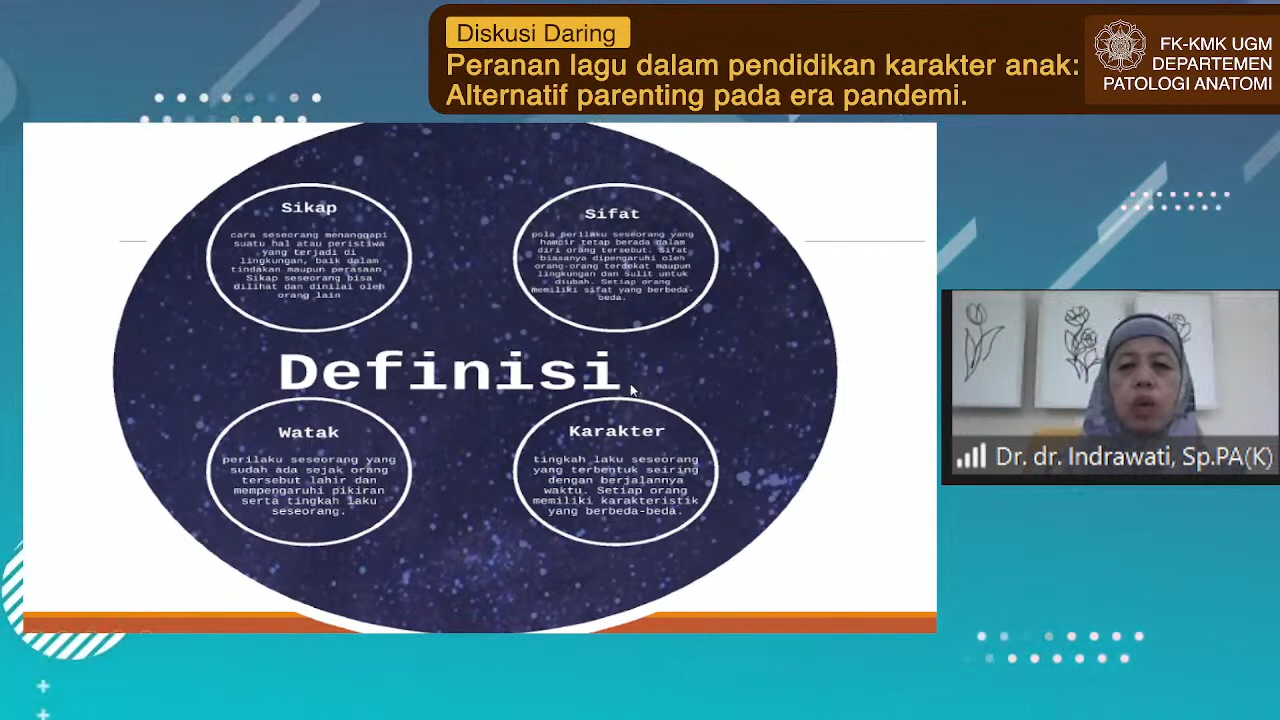 Diskusi Daring
Peranan lagu dalam pendidikan karakter anak:
Alternatif parenting pada era pandemi.
FK-KMK UGM
DEPARTEMEN
PATOLOGI ANATOMI
Sikap
cara seseorang menanggapi
suatu hal atau peristiwa
yang terjadi di
lingkungan, baik dalam
tindakan maupun perasaan
Sikap seseorang bisa
dilihat dan dinilai oleh
orang lain
Sifat
pola perilaku seseorang yang
hampir tetap berada dalam
diri orang tersebut. Sifat
biasanya dipengaruhi oleh
orang-orang terdekat maupun
lingkungan dan sulit untuk
diubah. Setiap orang
memiliki sifat yang berbeda-
beda.
Definisi
Watak
perilaku seseorang yang
sudah ada sejak orang
tersebut lahir dan
mempengaruhi pikiran
serta tingkah laku
seseorang.
Karakter
tingkah laku seseorang
yang terbentuk seiring
dengan berjalannya
waktu. Setiap orang
memiliki karakteristik
yang berbeda-beda.
Dr. dr. Indrawati, Sp.PA(K)